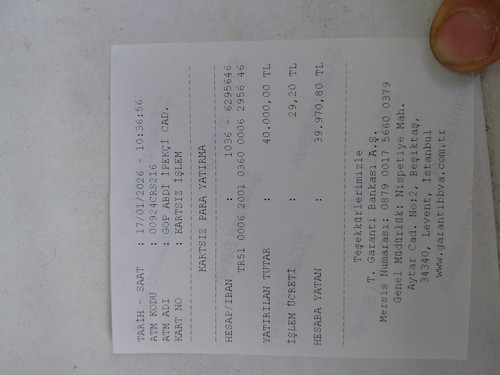 TARİH - SAAT : 17/01/2026 - 10:36:56
ATM KODU : 00924CRS216
ATM ADI : GOP ABDİ İPEKÇİ CAD.
KART NO : KARTSIZ İŞLEM
KARTSIZ PARA YATIRMA
HESAP/IBAN : 1036 - 6295646
TR51 0006 2001 0360 0006 2956 46
YATIRILAN TUTAR : 40.000,00 TL
İŞLEM ÜCRETİ : 29,20 TL
HESABA YATAN : 39.970,80 TL
Teşekkürlerimizle
T. Garanti Bankası A.Ş.
Mersis Numarası: 0879 0017 5660 0379
Genel Müdürlük: Nispetiye Mah.
Aytar Cad. No:2, Beşiktaş,
34340, Levent, İstanbul
www.garantibbva.com.tr